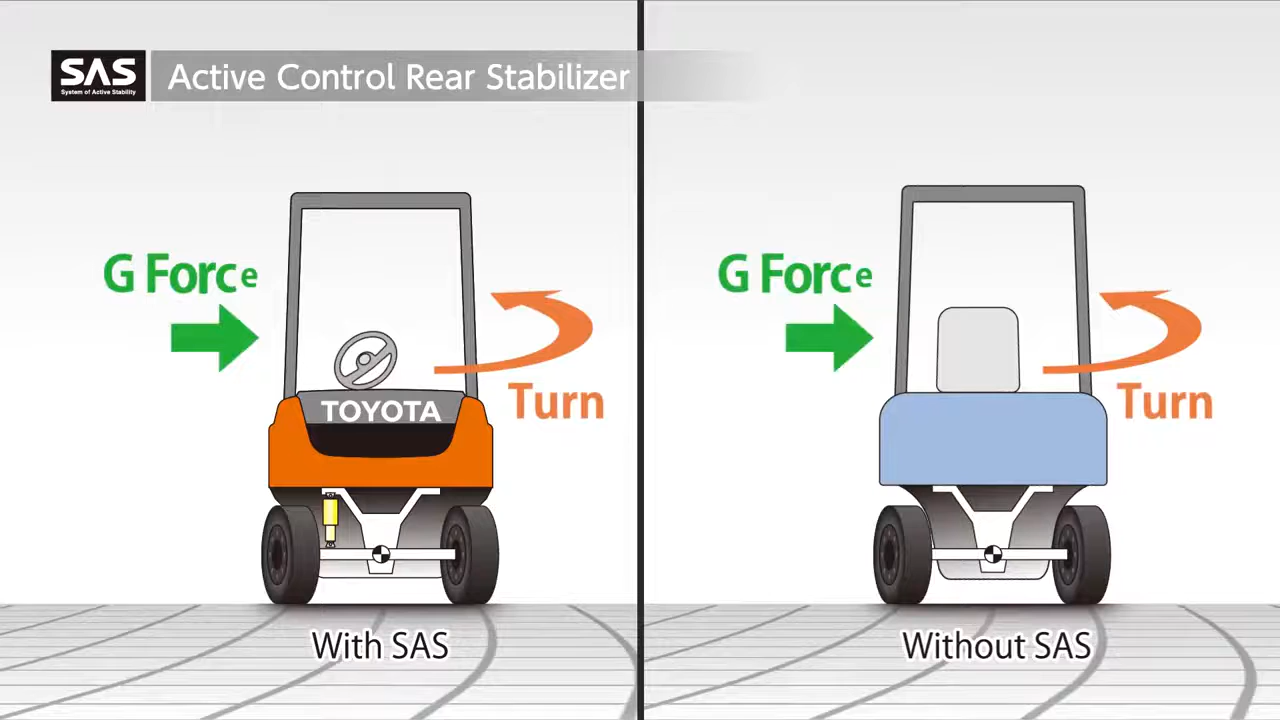 SAS
System of Active Stability
Active Control Rear Stabilizer
G Force
Turn
TOYOTA
With SAS
G Force
Turn
Without SAS